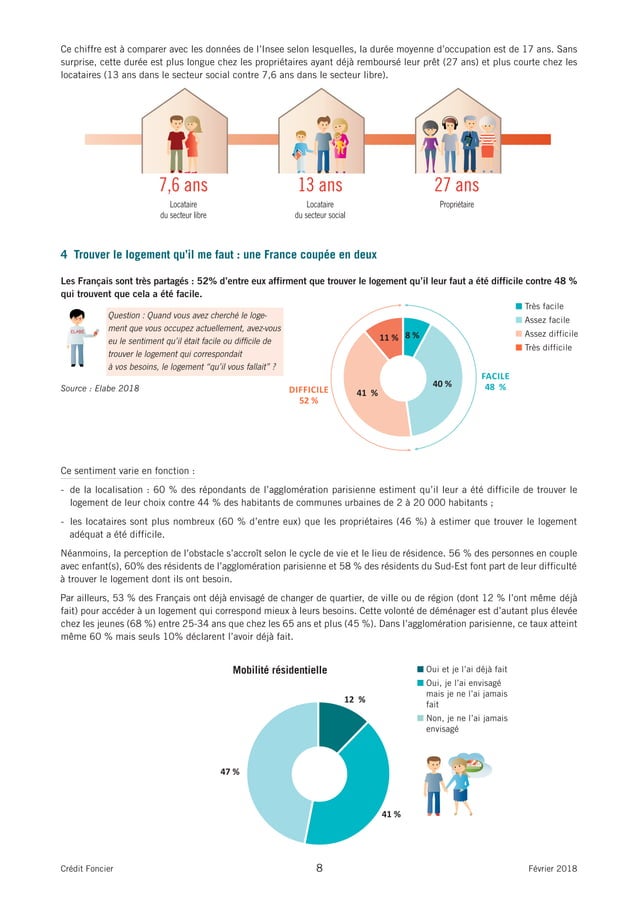 Ce chiffre est à comparer avec les données de l'Insee selon lesquelles, la durée moyenne d'occupation est de 17 ans. Sans
surprise, cette durée est plus longue chez les propriétaires ayant déjà remboursé leur prêt (27 ans) et plus courte chez les
locataires (13 ans dans le secteur social contre 7,6 ans dans le secteur libre).
7,6 ans
Locataire
du secteur libre
13 ans
Locataire
du secteur social
27 ans
Propriétaire
4 Trouver le logement qu'il me faut : une France coupée en deux
Les Français sont très partagés : 52% d'entre eux affirment que trouver le logement qu'il leur faut a été difficile contre 48 %
qui trouvent que cela a été facile.
ELABE
Question : Quand vous avez cherché le loge-
ment que vous occupez actuellement, avez-vous
eu le sentiment qu'il était facile ou difficile de
trouver le logement qui correspondait
à vos besoins, le logement "qu'il vous fallait" ?
Source : Elabe 2018
Très facile
Assez facile
Assez difficile
Très difficile
11 %
8 %
40 %
41 %
DIFFICILE
52 %
FACILE
48 %
Ce sentiment varie en fonction :
- de la localisation : 60 % des répondants de l'agglomération parisienne estiment qu'il leur a été difficile de trouver le
logement de leur choix contre 44 % des habitants de communes urbaines de 2 à 20 000 habitants ;
- les locataires sont plus nombreux (60 % d'entre eux) que les propriétaires (46 %) à estimer que trouver le logement
adéquat a été difficile.
Néanmoins, la perception de l'obstacle s'accroît selon le cycle de vie et le lieu de résidence. 56 % des personnes en couple
avec enfant(s), 60% des résidents de l'agglomération parisienne et 58 % des résidents du Sud-Est font part de leur difficulté
à trouver le logement dont ils ont besoin.
Par ailleurs, 53 % des Français ont déjà envisagé de changer de quartier, de ville ou de région (dont 12 % l'ont même déjà
fait) pour accéder à un logement qui correspond mieux à leurs besoins. Cette volonté de déménager est d'autant plus élevée
chez les jeunes (68 %) entre 25-34 ans que chez les 65 ans et plus (45 %). Dans l'agglomération parisienne, ce taux atteint
même 60 % mais seuls 10% déclarent l'avoir déjà fait.
Mobilité résidentielle
12 %
41 %
47 %
Oui et je l'ai déjà fait
Oui, je l'ai envisagé
mais je ne l'ai jamais
fait
Non, je ne l'ai jamais
envisagé
Crédit Foncier
8
Février 2018